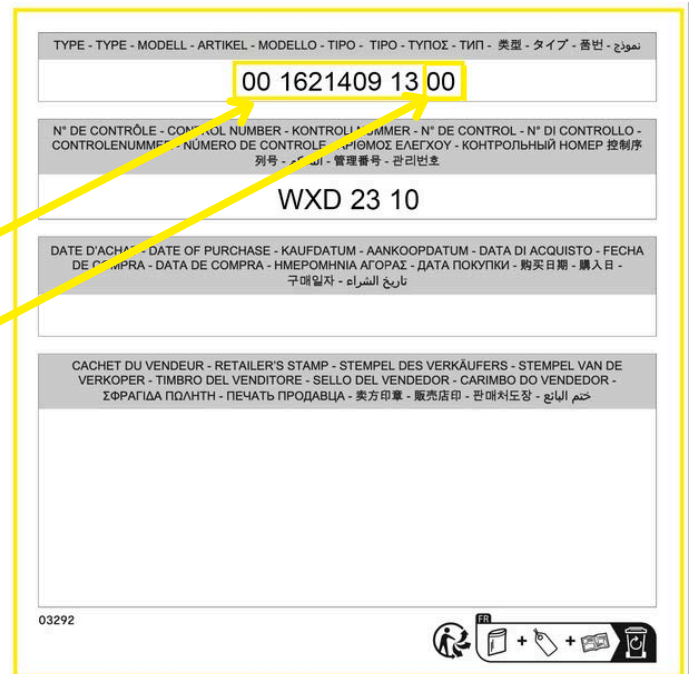 TYPE - TYPE - MODELL - ARTIKEL - MODELLO - TIPO - TIPO - ΤΥΠΟΣ - ТИП - 类型 - タイプ - 품번 - نموذج
00 1621409 13 00
N° DE CONTRÔLE - CONTROL NUMBER - KONTROLLNUMMER - N° DE CONTROL - N° DI CONTROLLO -
CONTROLENUMMER - NÚMERO DE CONTROLE - ΑΡΙΘΜΟΣ ΕΛΕΓΧΟΥ - КОНТРОЛЬНЫЙ НОМЕР 控制序
列号 - - 管理番号 - 관리번호
WXD 23 10
DATE D'ACHAT - DATE OF PURCHASE - KAUFDATUM - AANKOOPDATUM - DATA DI ACQUISTO - FECHA
DE COMPRA - DATA DE COMPRA - ΗΜΕΡΟΜΗΝΙΑ ΑΓΟΡΑΣ - ДАТА ПОКУПКИ - 购买日期 - 購入日 -
구매일자 - تاريخ الشراء
CACHET DU VENDEUR - RETAILER'S STAMP - STEMPEL DES VERKÄUFERS - STEMPEL VAN DE
VERKOPER - TIMBRO DEL VENDITORE - SELLO DEL VENDEDOR - CARIMBO DO VENDEDOR -
ΣΦΡΑΓΙΔΑ ΠΩΛΗΤΗ - ПЕЧАТЬ ПРОДАВЦА - 卖方印章 - 販売店印 - 판매처도장 - ختم البائع
03292
FR